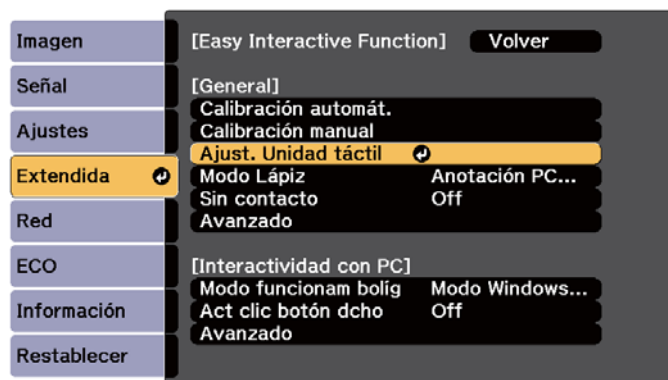 Imagen
Señal
Ajustes
Extendida
Red
ECO
Información
Restablecer
[Easy Interactive Function] Volver
[General]
Calibración automát.
Calibración manual
Ajust. Unidad táctil
Modo Lápiz Anotación PC...
Sin contacto Off
Avanzado
[Interactividad con PC]
Modo funcionam bolíg Modo Windows...
Act clic botón dcho Off
Avanzado